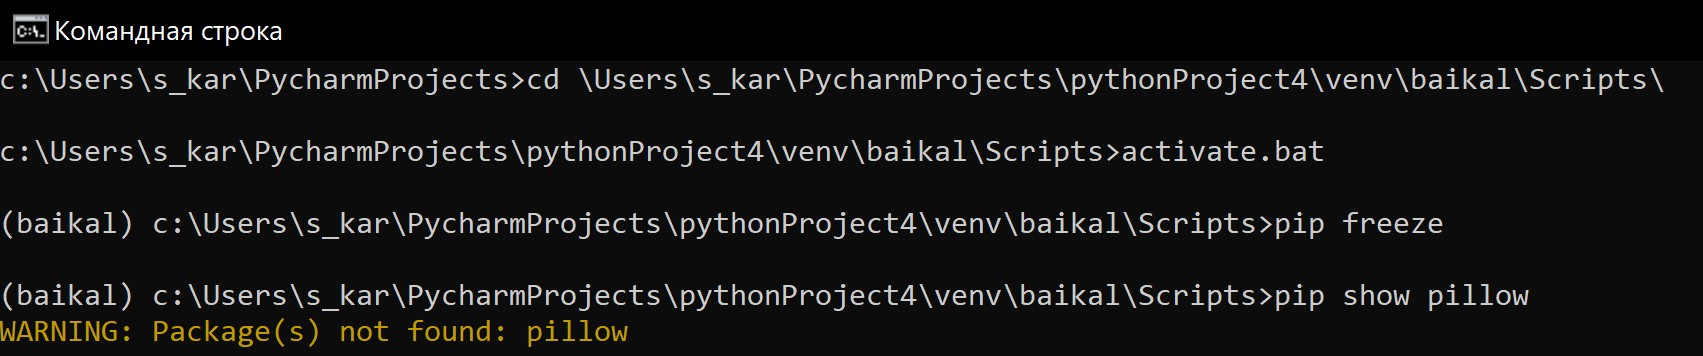 Командная строка
c:\Users\s_kar\PycharmProjects>cd \Users\s_kar\PycharmProjects\pythonProject4\venv\baikal\Scripts\
c:\Users\s_kar\PycharmProjects\pythonProject4\venv\baikal\Scripts>activate.bat
(baikal) c:\Users\s_kar\PycharmProjects\pythonProject4\venv\baikal\Scripts>pip freeze
(baikal) c:\Users\s_kar\PycharmProjects\pythonProject4\venv\baikal\Scripts>pip show pillow
WARNING: Package(s) not found: pillow